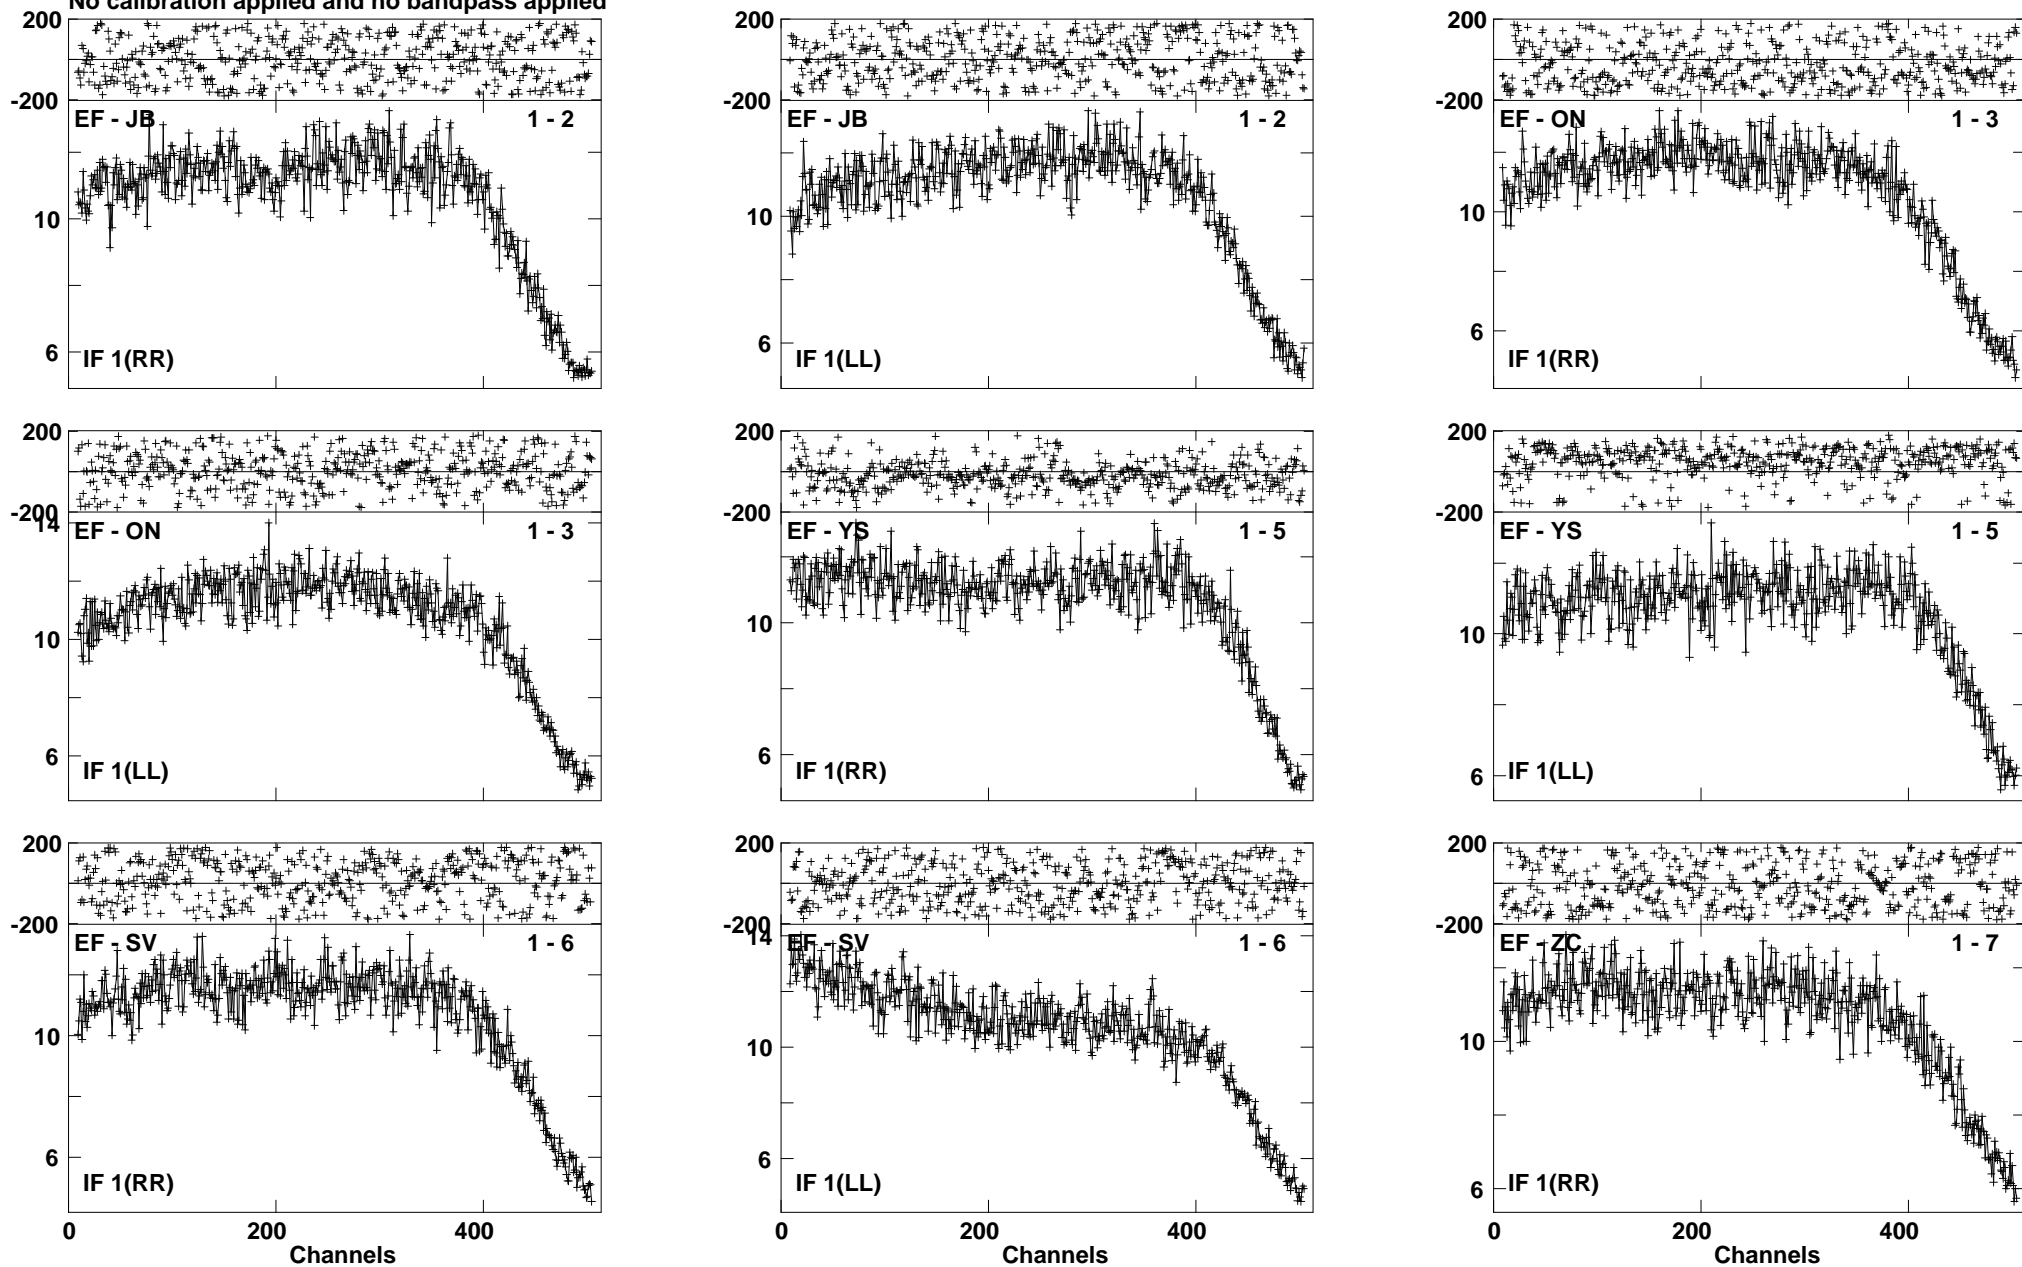 No calibration applied and no bandpass applied
200 200 200
-200 -200 -200
EF - JB 1 - 2 EF - JB 1 - 2 EF - ON 1 - 3
10 10 10
6 6 6
IF 1(RR) IF 1(LL) IF 1(RR)
200 200 200
-200 -200 -200
14
EF - ON 1 - 3 EF - YS 1 - 5 EF - YS 1 - 5
10 10 10
6 6 6
IF 1(LL) IF 1(RR) IF 1(LL)
200 200 200
-200 -200 -200
14
EF - SV 1 - 6 EF - SV 1 - 6 EF - ZC 1 - 7
10 10 10
6 6 6
IF 1(RR) IF 1(LL) IF 1(RR)
0 200 400 0 200 400 0 200 400
Channels Channels Channels